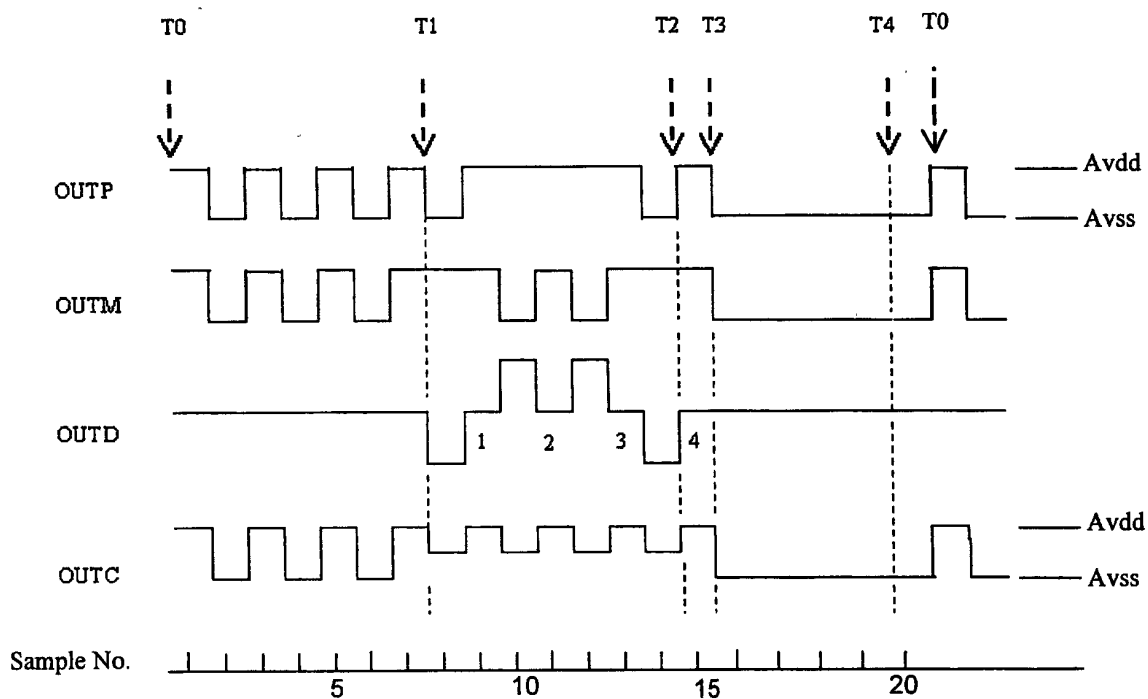 T0 T1 T2 T3 T4 T0
OUTP Avdd
Avss
OUTM
OUTD 1 2 3 4
OUTC Avdd
Avss
Sample No. 5 10 15 20